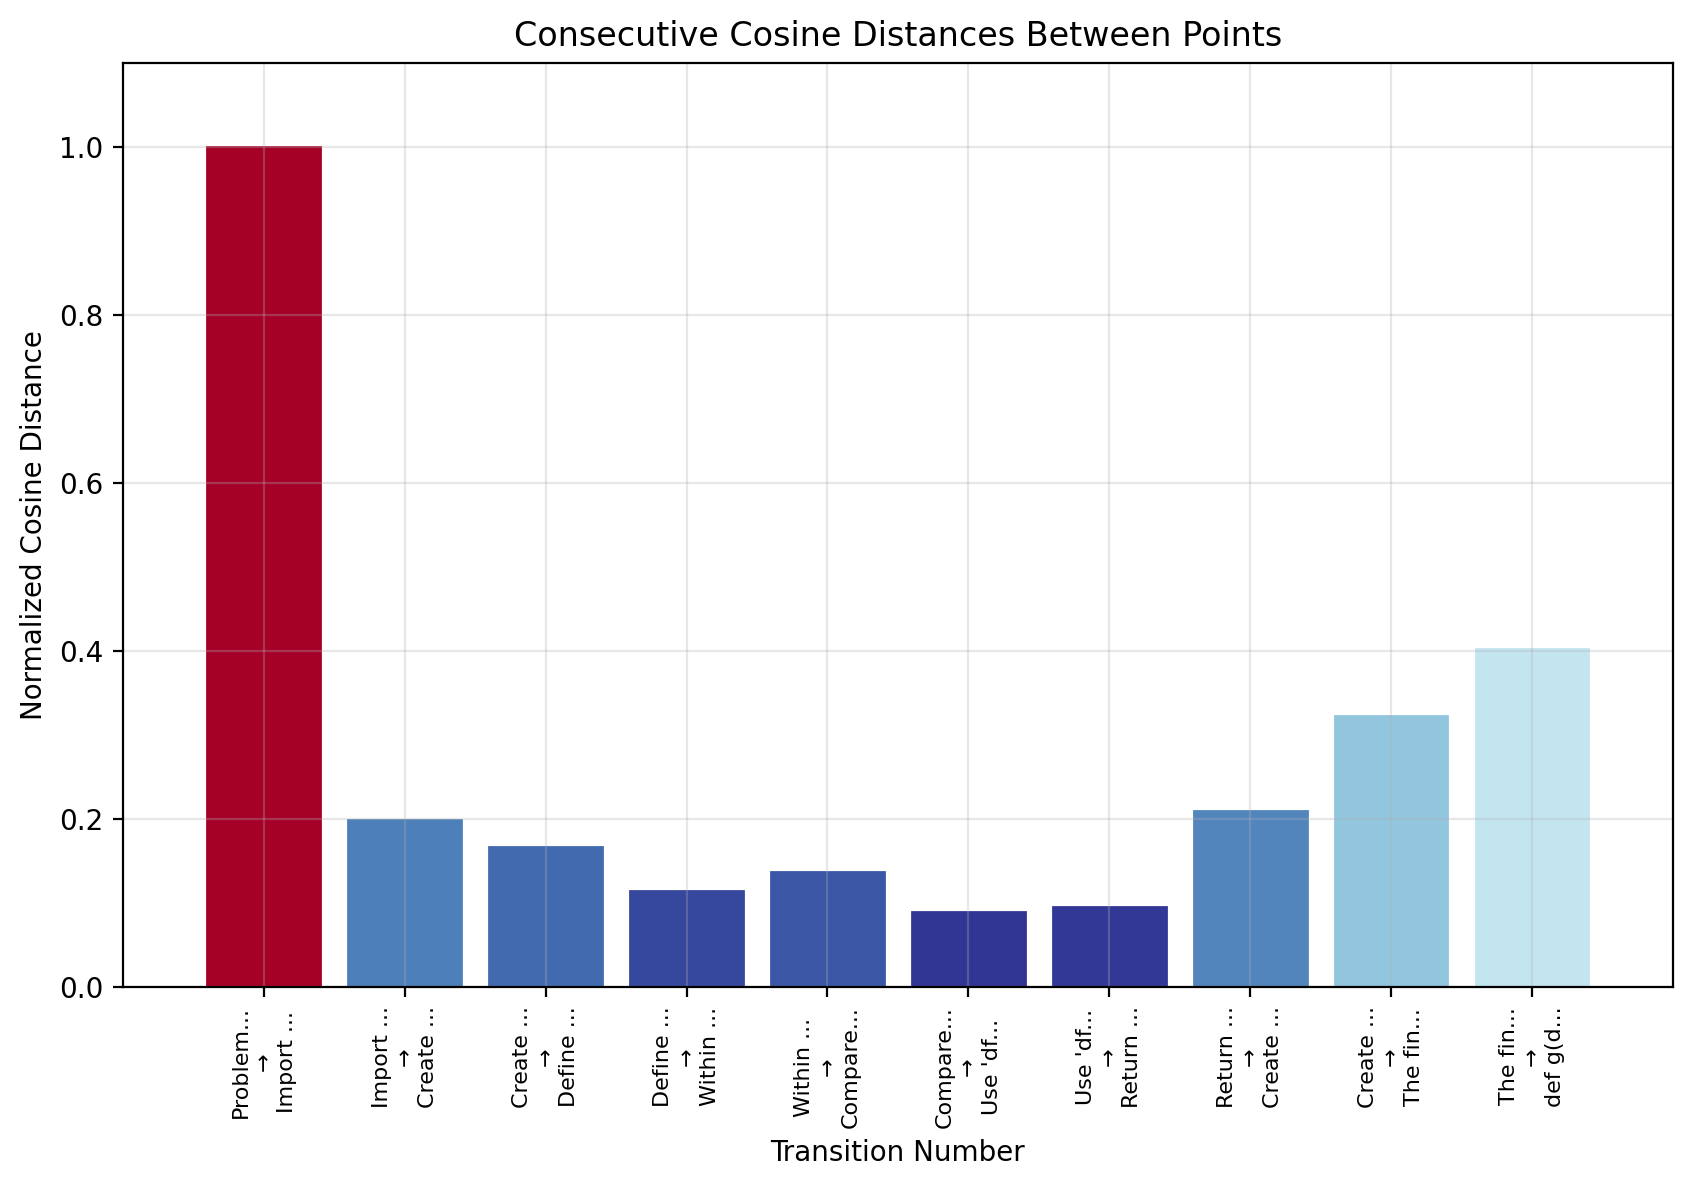 Consecutive Cosine Distances Between Points
Normalized Cosine Distance
1.0
0.8
0.6
0.4
0.2
0.0
Problem...
→
Import ...
Import ...
→
Create ...
Create ...
→
Define ...
Define ...
→
Within ...
Within ...
→
Compare...
Compare...
→
Use 'df...
Use 'df...
→
Return ...
Return ...
→
Create ...
Create ...
→
The fin...
The fin...
→
def g(d...
Transition Number